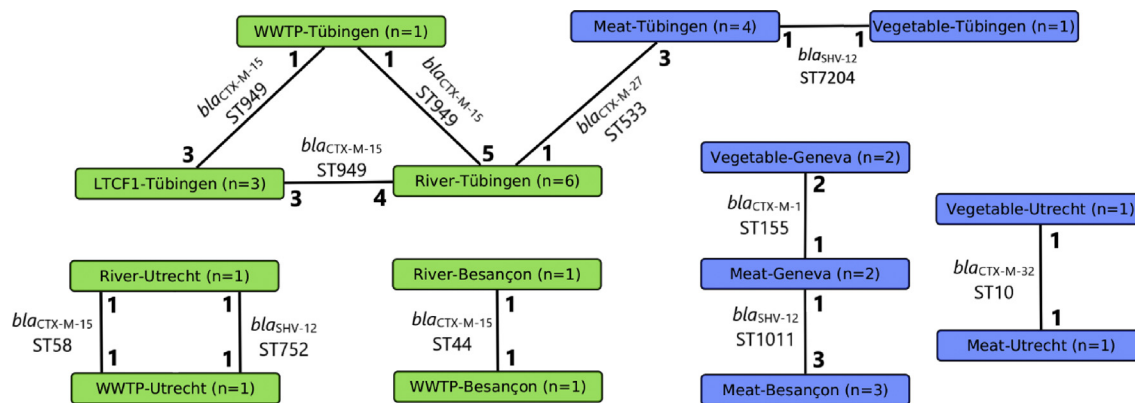 WWTP-Tübingen (n=1)
Meat-Tübingen (n=4)
Vegetable-Tübingen (n=1)
1
1
3
1
1
blaSHV-12
ST7204
blaCTX-M-15
ST949
blaCTX-M-15
ST949
blaCTX-M-27
ST533
3
5
1
blaCTX-M-15
ST949
LTCF1-Tübingen (n=3)
River-Tübingen (n=6)
3
4
Vegetable-Geneva (n=2)
2
blaCTX-M-1
ST155
1
Meat-Geneva (n=2)
1
blaSHV-12
ST1011
3
Meat-Besançon (n=3)
Vegetable-Utrecht (n=1)
1
blaCTX-M-32
ST10
1
Meat-Utrecht (n=1)
River-Utrecht (n=1)
1
1
blaCTX-M-15
ST58
blaSHV-12
ST752
1
1
WWTP-Utrecht (n=1)
River-Besançon (n=1)
1
blaCTX-M-15
ST44
1
WWTP-Besançon (n=1)